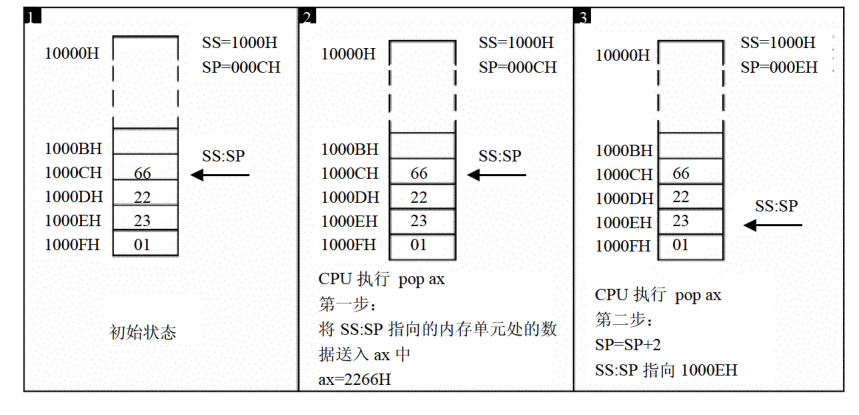 1
10000H
SS=1000H
SP=000CH
1000BH
1000CH
66
SS:SP
1000DH
22
1000EH
23
1000FH
01
初始状态
2
10000H
SS=1000H
SP=000CH
1000BH
1000CH
66
SS:SP
1000DH
22
1000EH
23
1000FH
01
CPU 执行 pop ax
第一步：
将 SS:SP 指向的内存单元处的数
据送入 ax 中
ax=2266H
3
10000H
SS=1000H
SP=000EH
1000BH
1000CH
66
1000DH
22
1000EH
23
SS:SP
1000FH
01
CPU 执行 pop ax
第二步：
SP=SP+2
SS:SP 指向 1000EH